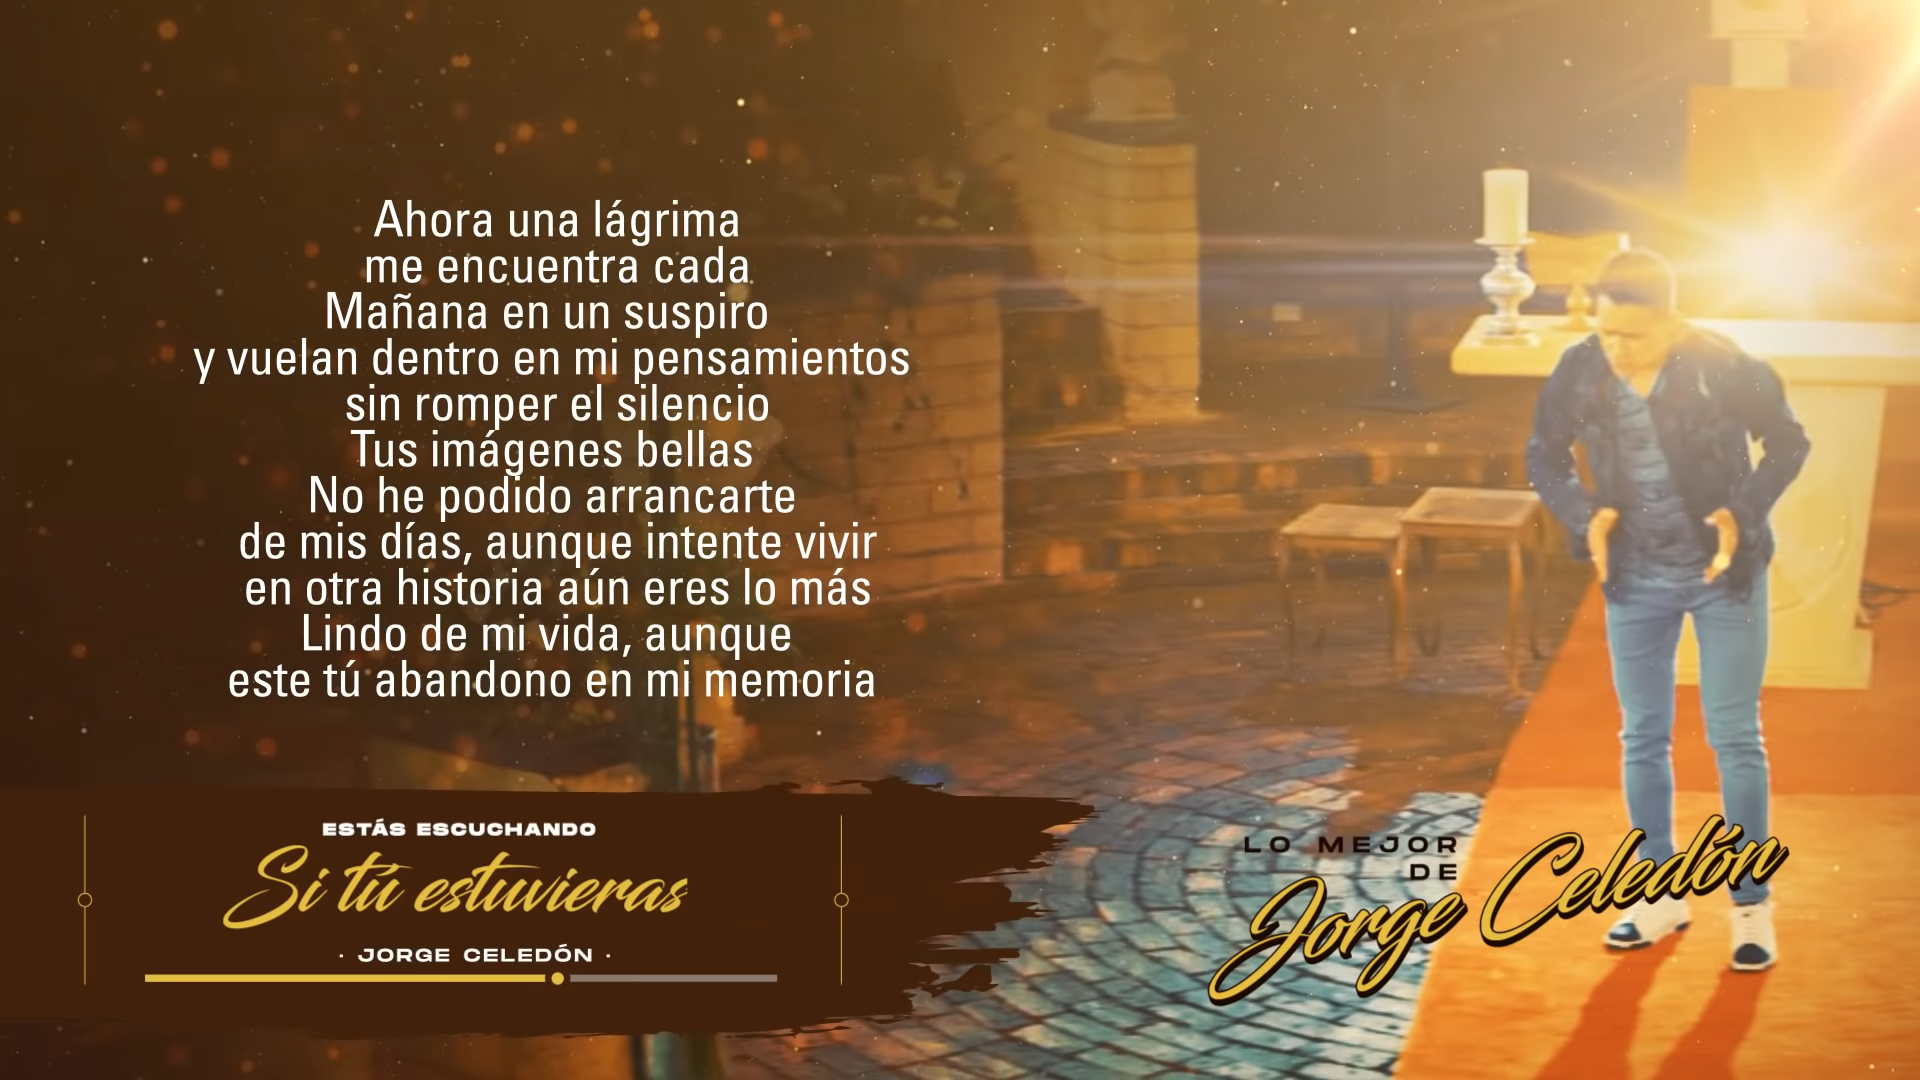 Ahora una lágrima
me encuentra cada
Mañana en un suspiro
y vuelan dentro en mi pensamientos
sin romper el silencio
Tus imágenes bellas
No he podido arrancarte
de mis días, aunque intente vivir
en otra historia aún eres lo más
Lindo de mi vida, aunque
este tú abandono en mi memoria
ESTÁS ESCUCHANDO
Si tú estuvieras
· JORGE CELEDÓN ·
LO MEJOR
DE
Jorge Celedón